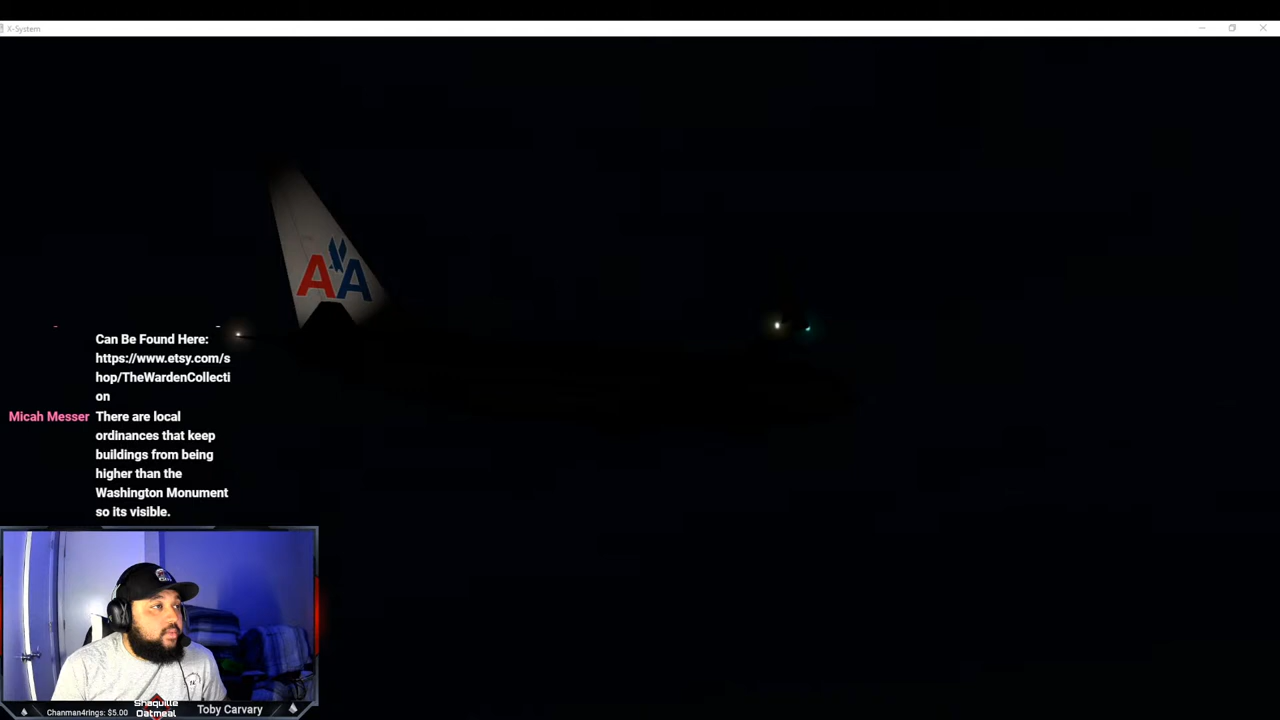 X-System
AA
Can Be Found Here:
https://www.etsy.com/s
hop/TheWardenCollecti
on
Micah Messer There are local
ordinances that keep
buildings from being
higher than the
Washington Monument
so its visible.
Chanman4rings: $5.00
Shaquille
Oatmeal
Toby Carvary